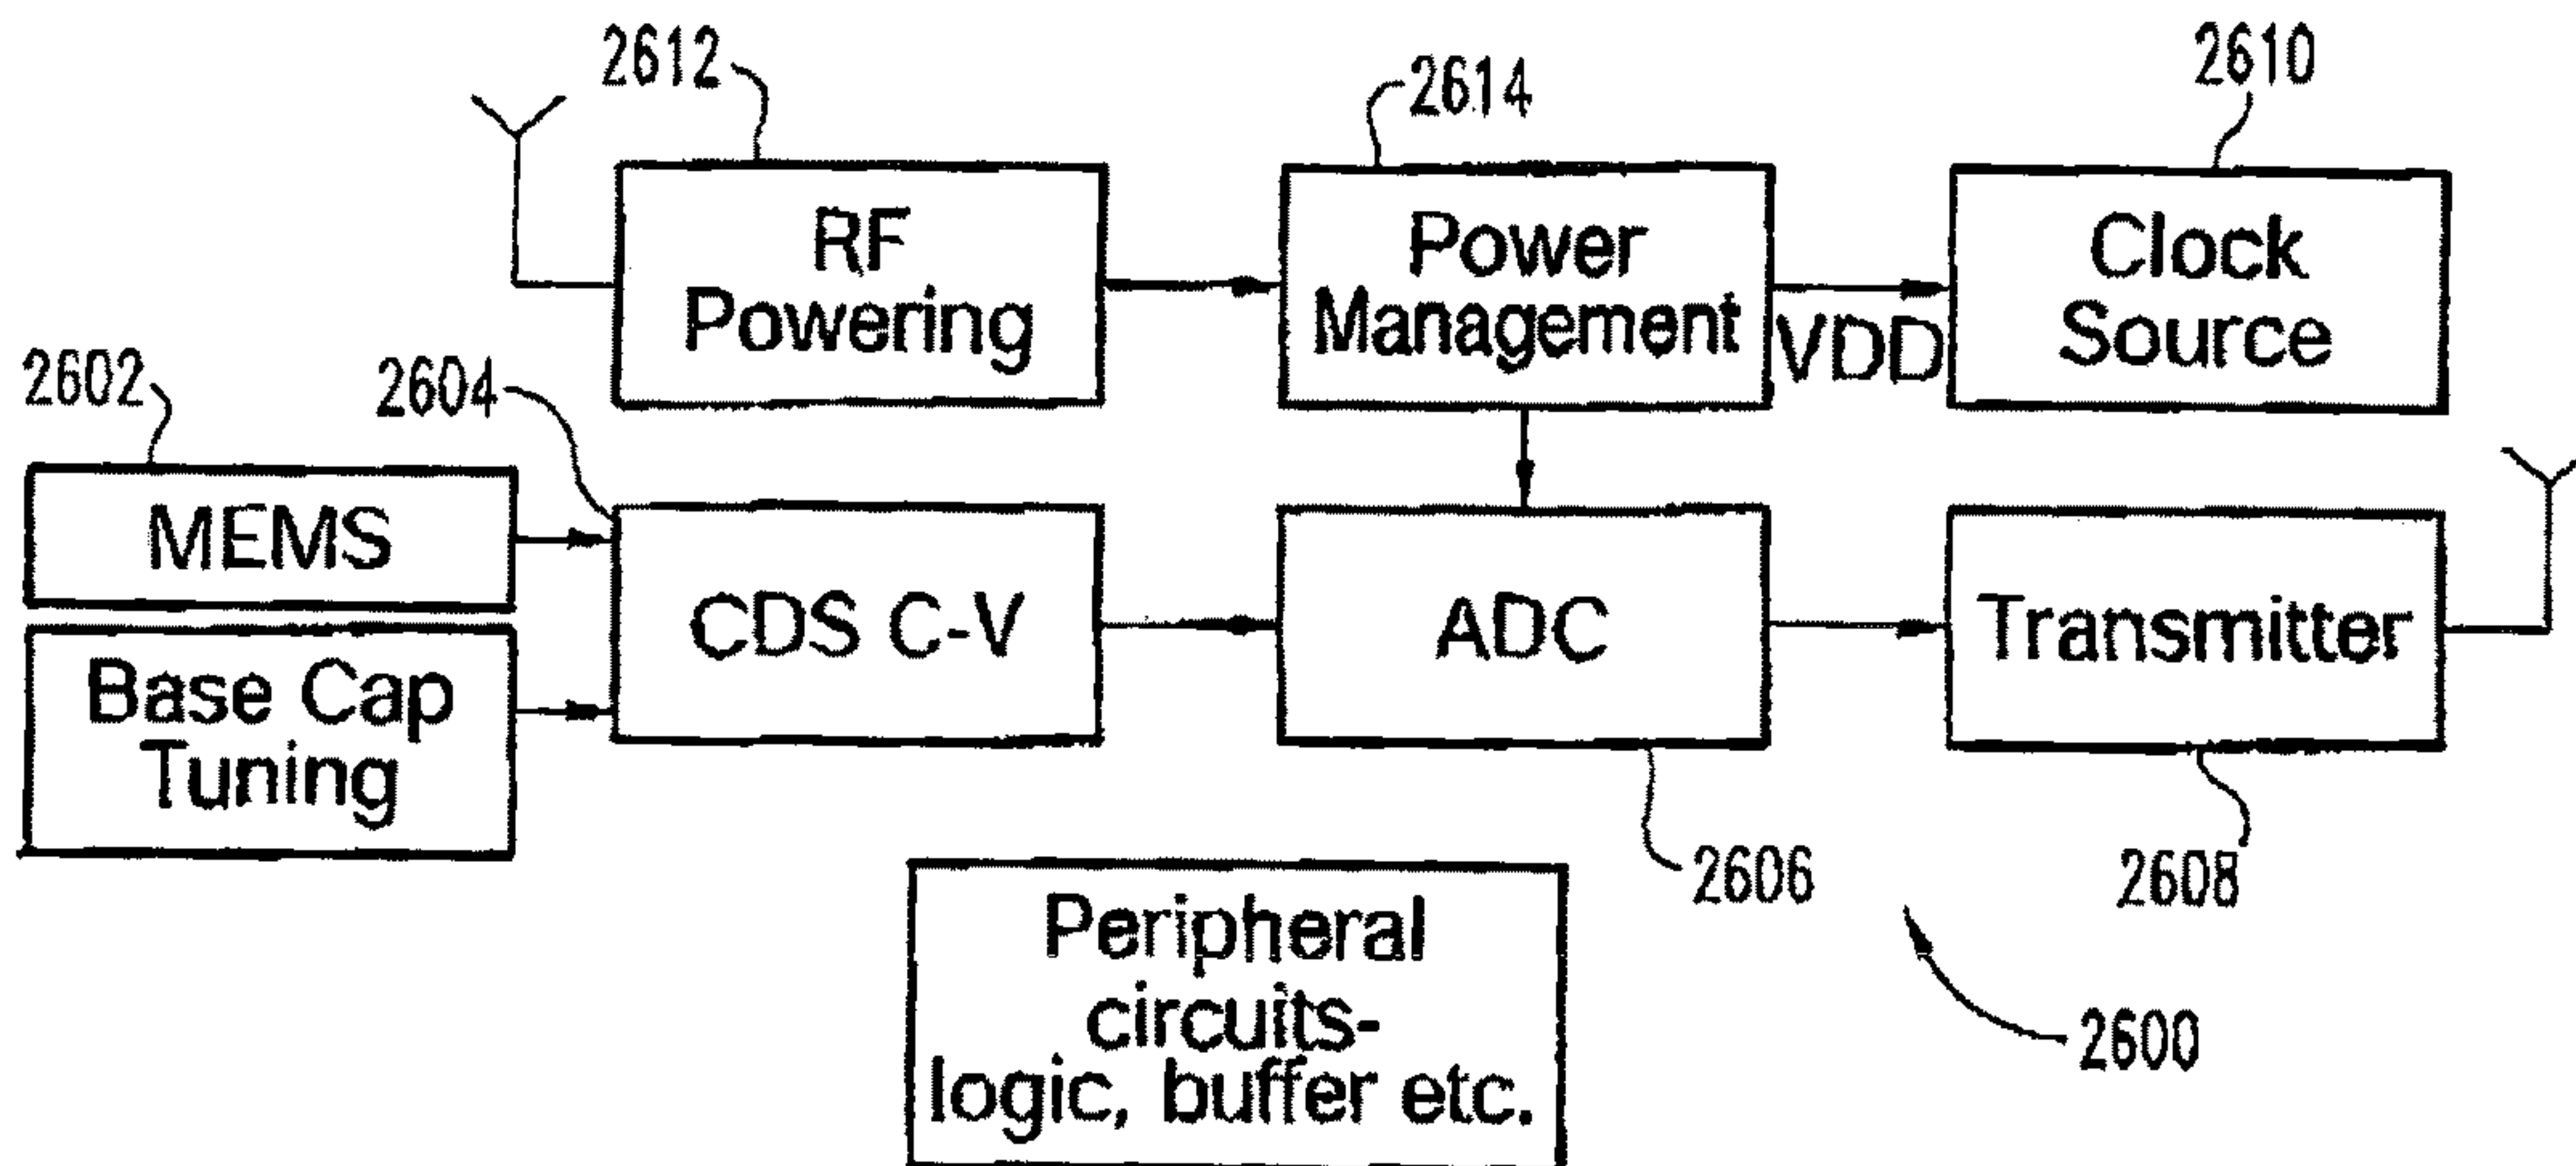 2612
2614
2610
RF
Powering
Power
Management
VDD
Clock
Source
2602
2604
MEMS
Base Cap
Tuning
CDS C-V
ADC
Transmitter
2606
2608
Peripheral
circuits-
logic, buffer etc.
2600